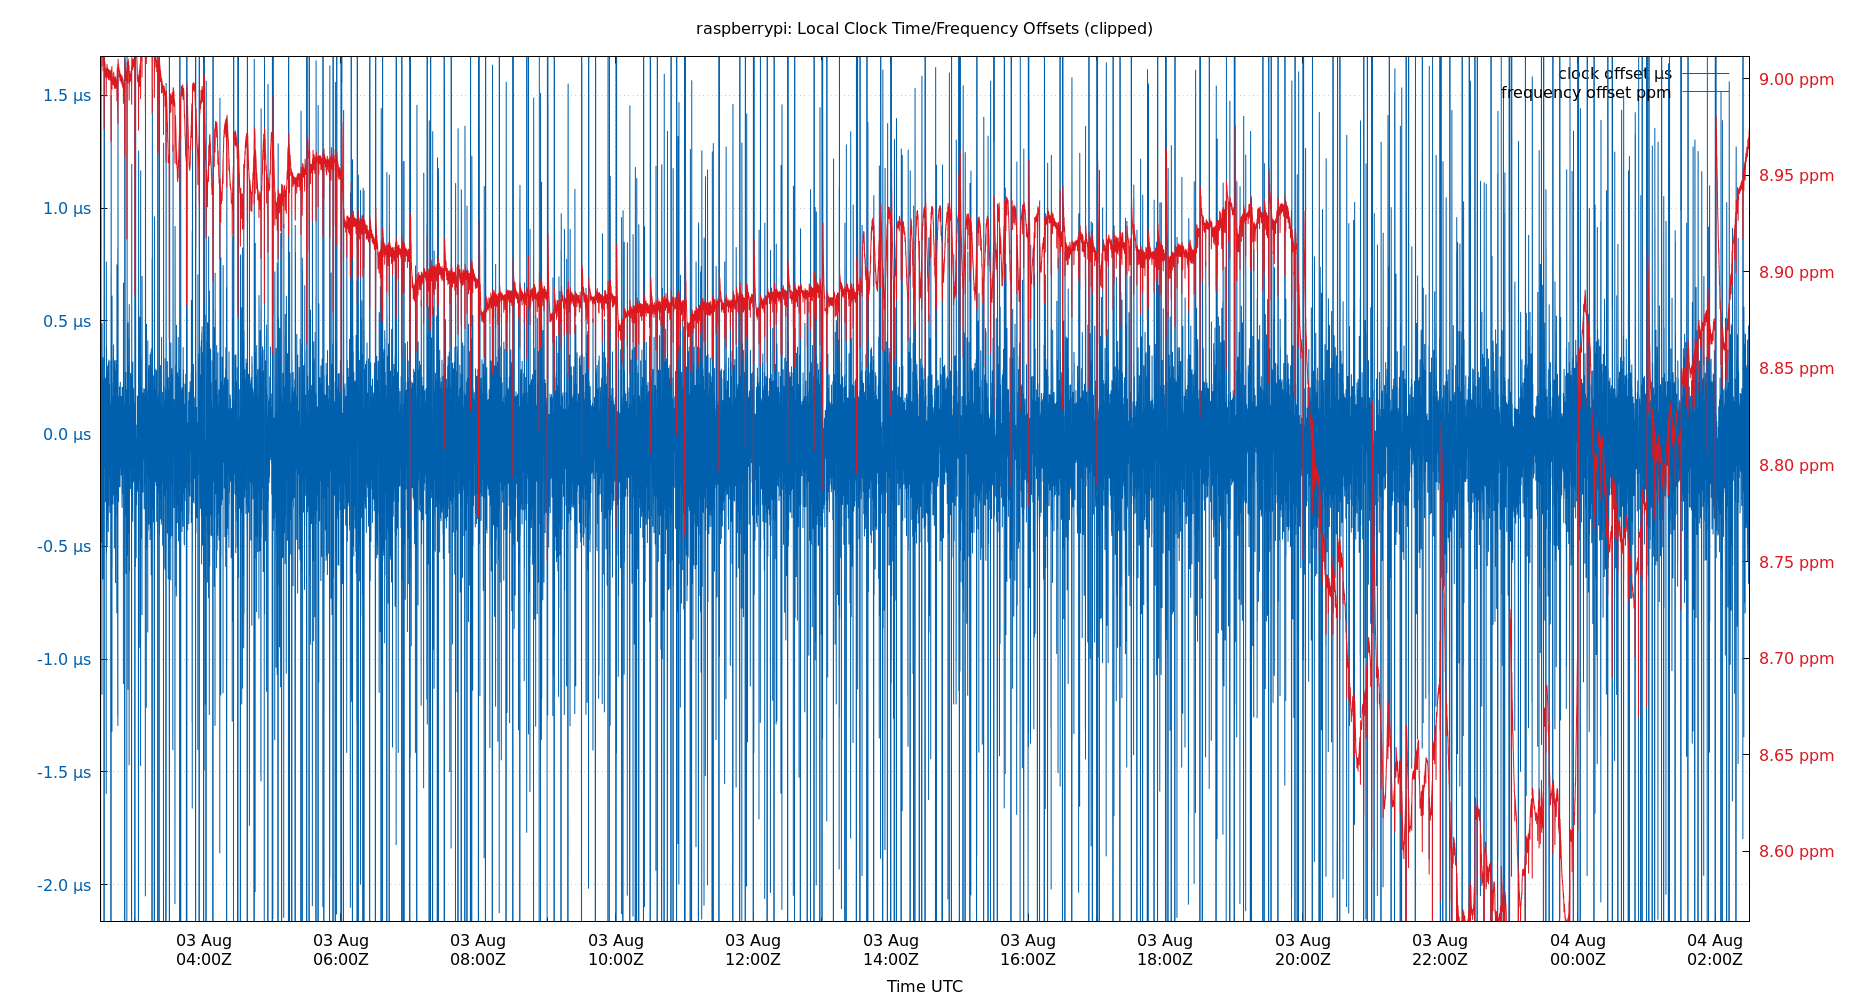 raspberrypi: Local Clock Time/Frequency Offsets (clipped)
clock offset µs
frequency offset ppm
1.5 µs
1.0 µs
0.5 µs
0.0 µs
-0.5 µs
-1.0 µs
-1.5 µs
-2.0 µs
9.00 ppm
8.95 ppm
8.90 ppm
8.85 ppm
8.80 ppm
8.75 ppm
8.70 ppm
8.65 ppm
8.60 ppm
03 Aug 03 Aug 03 Aug 03 Aug 03 Aug 03 Aug 03 Aug 03 Aug 03 Aug 03 Aug 04 Aug 04 Aug
04:00Z 06:00Z 08:00Z 10:00Z 12:00Z 14:00Z 16:00Z 18:00Z 20:00Z 22:00Z 00:00Z 02:00Z
Time UTC